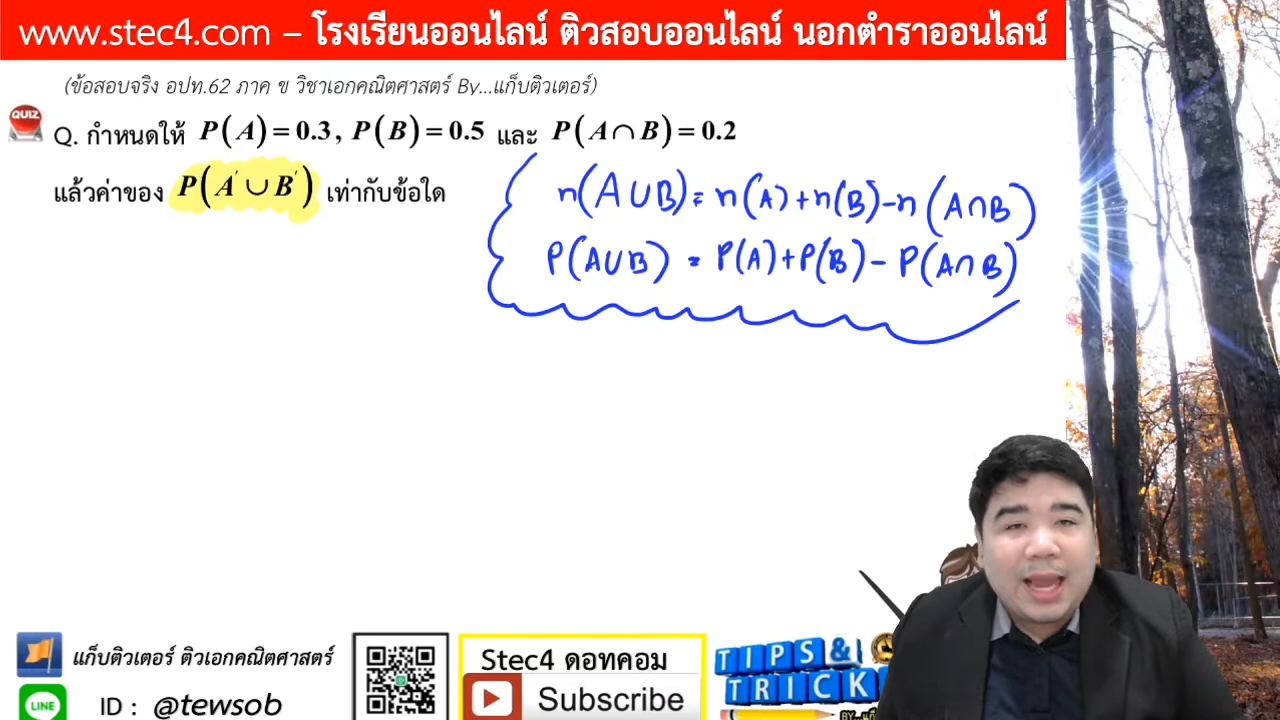 www.stec4.com – โรงเรียนออนไลน์ ติวสอบออนไลน์ นอกตำราออนไลน์
(ข้อสอบจริง อปท.62 ภาค ข วิชาเอกคณิตศาสตร์ By...แก็บติวเตอร์)
QUIZ
Q. กำหนดให้ P(A) = 0.3, P(B) = 0.5 และ P(A∩B) = 0.2
แล้วค่าของ P(A'∪B') เท่ากับข้อใด
n(A∪B) = n(A)+n(B)-n(A∩B)
P(A∪B) = P(A)+P(B)-P(A∩B)
แก็บติวเตอร์ ติวเอกคณิตศาสตร์
LINE
ID : @tewsob
Stec4 ดอทคอม
Subscribe
TIPS &
TRICK